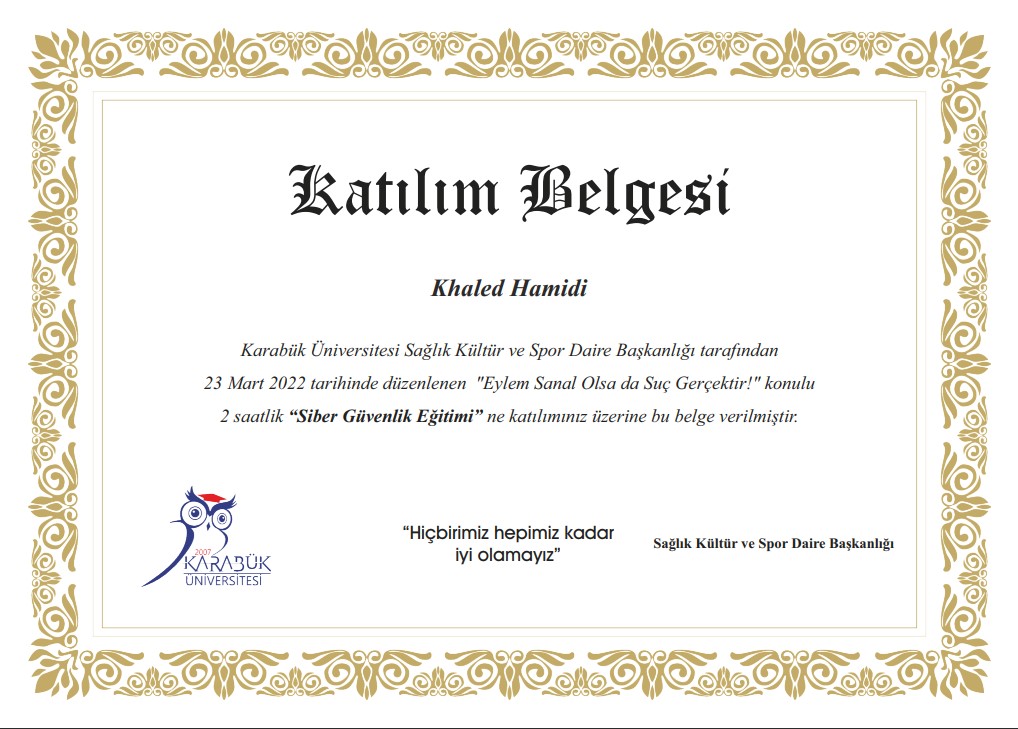 Katılım Belgesi
Khaled Hamidi
Karabük Üniversitesi Sağlık Kültür ve Spor Daire Başkanlığı tarafından
23 Mart 2022 tarihinde düzenlenen "Eylem Sanal Olsa da Suç Gerçektir!" konulu
2 saatlik “Siber Güvenlik Eğitimi” ne katılımınız üzerine bu belge verilmiştir.
2007
KARABÜK
ÜNİVERSİTESİ
“Hiçbirimiz hepimiz kadar
iyi olamayız”
Sağlık Kültür ve Spor Daire Başkanlığı